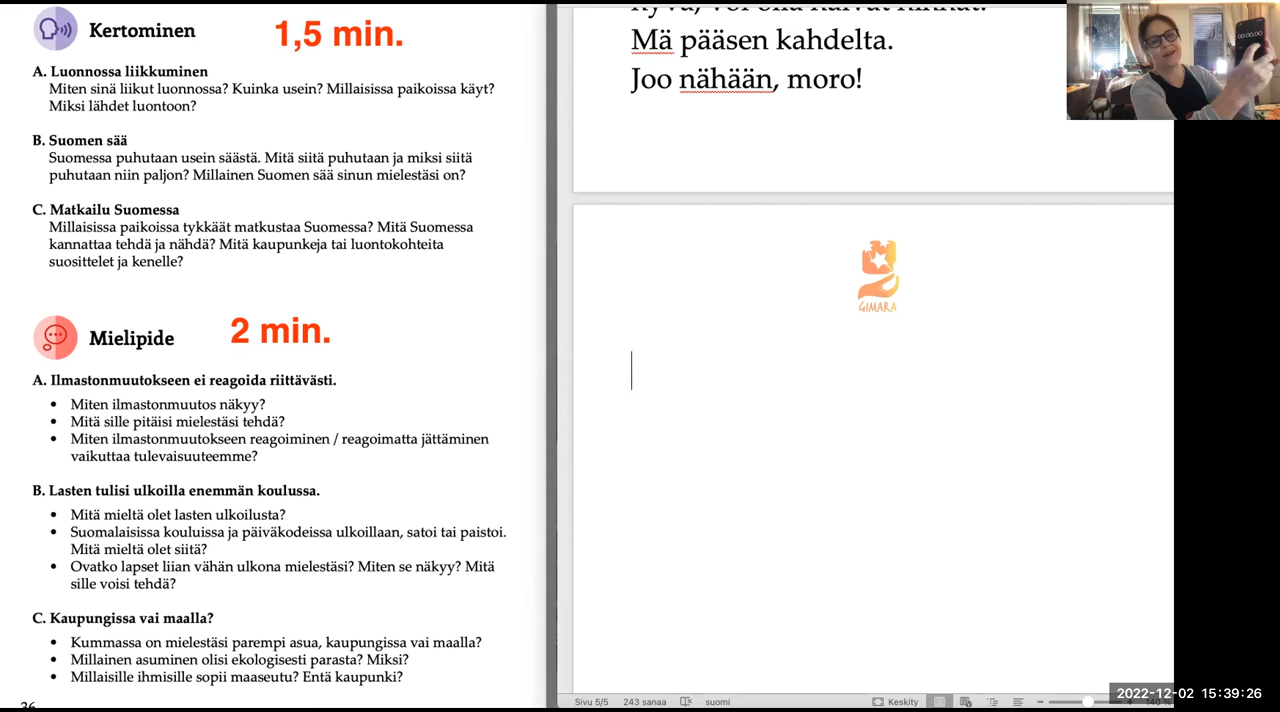 Kertominen
1,5 min.
A. Luonnossa liikkuminen
Miten sinä liikut luonnossa? Kuinka usein? Millaisissa paikoissa käyt?
Miksi lähdet luontoon?
B. Suomen sää
Suomessa puhutaan usein säästä. Mitä siitä puhutaan ja miksi siitä
puhutaan niin paljon? Millainen Suomen sää sinun mielestäsi on?
C. Matkailu Suomessa
Millaisissa paikoissa tykkäät matkustaa Suomessa? Mitä Suomessa
kannattaa tehdä ja nähdä? Mitä kaupunkeja tai luontokohteita
suosittelet ja kenelle?
Mielipide
2 min.
A. Ilmastonmuutokseen ei reagoida riittävästi.
• Miten ilmastonmuutos näkyy?
• Mitä sille pitäisi mielestäsi tehdä?
• Miten ilmastonmuutokseen reagoiminen / reagoimatta jättäminen
vaikuttaa tulevaisuuteemme?
B. Lasten tulisi ulkoilla enemmän koulussa.
• Mitä mieltä olet lasten ulkoilusta?
• Suomalaisissa kouluissa ja päiväkodeissa ulkoillaan, satoi tai paistoi.
Mitä mieltä olet siitä?
• Ovatko lapset liian vähän ulkona mielestäsi? Miten se näkyy? Mitä
sille voisi tehdä?
C. Kaupungissa vai maalla?
• Kummassa on mielestäsi parempi asua, kaupungissa vai maalla?
• Millainen asuminen olisi ekologisesti parasta? Miksi?
• Millaisille ihmisille sopii maaseutu? Entä kaupunki?
Mä pääsen kahdelta.
Joo nähään, moro!
GIMARA
Sivu 5/5 243 sanaa suomi Keskity
2022-12-02 15:39:26
00:00,00